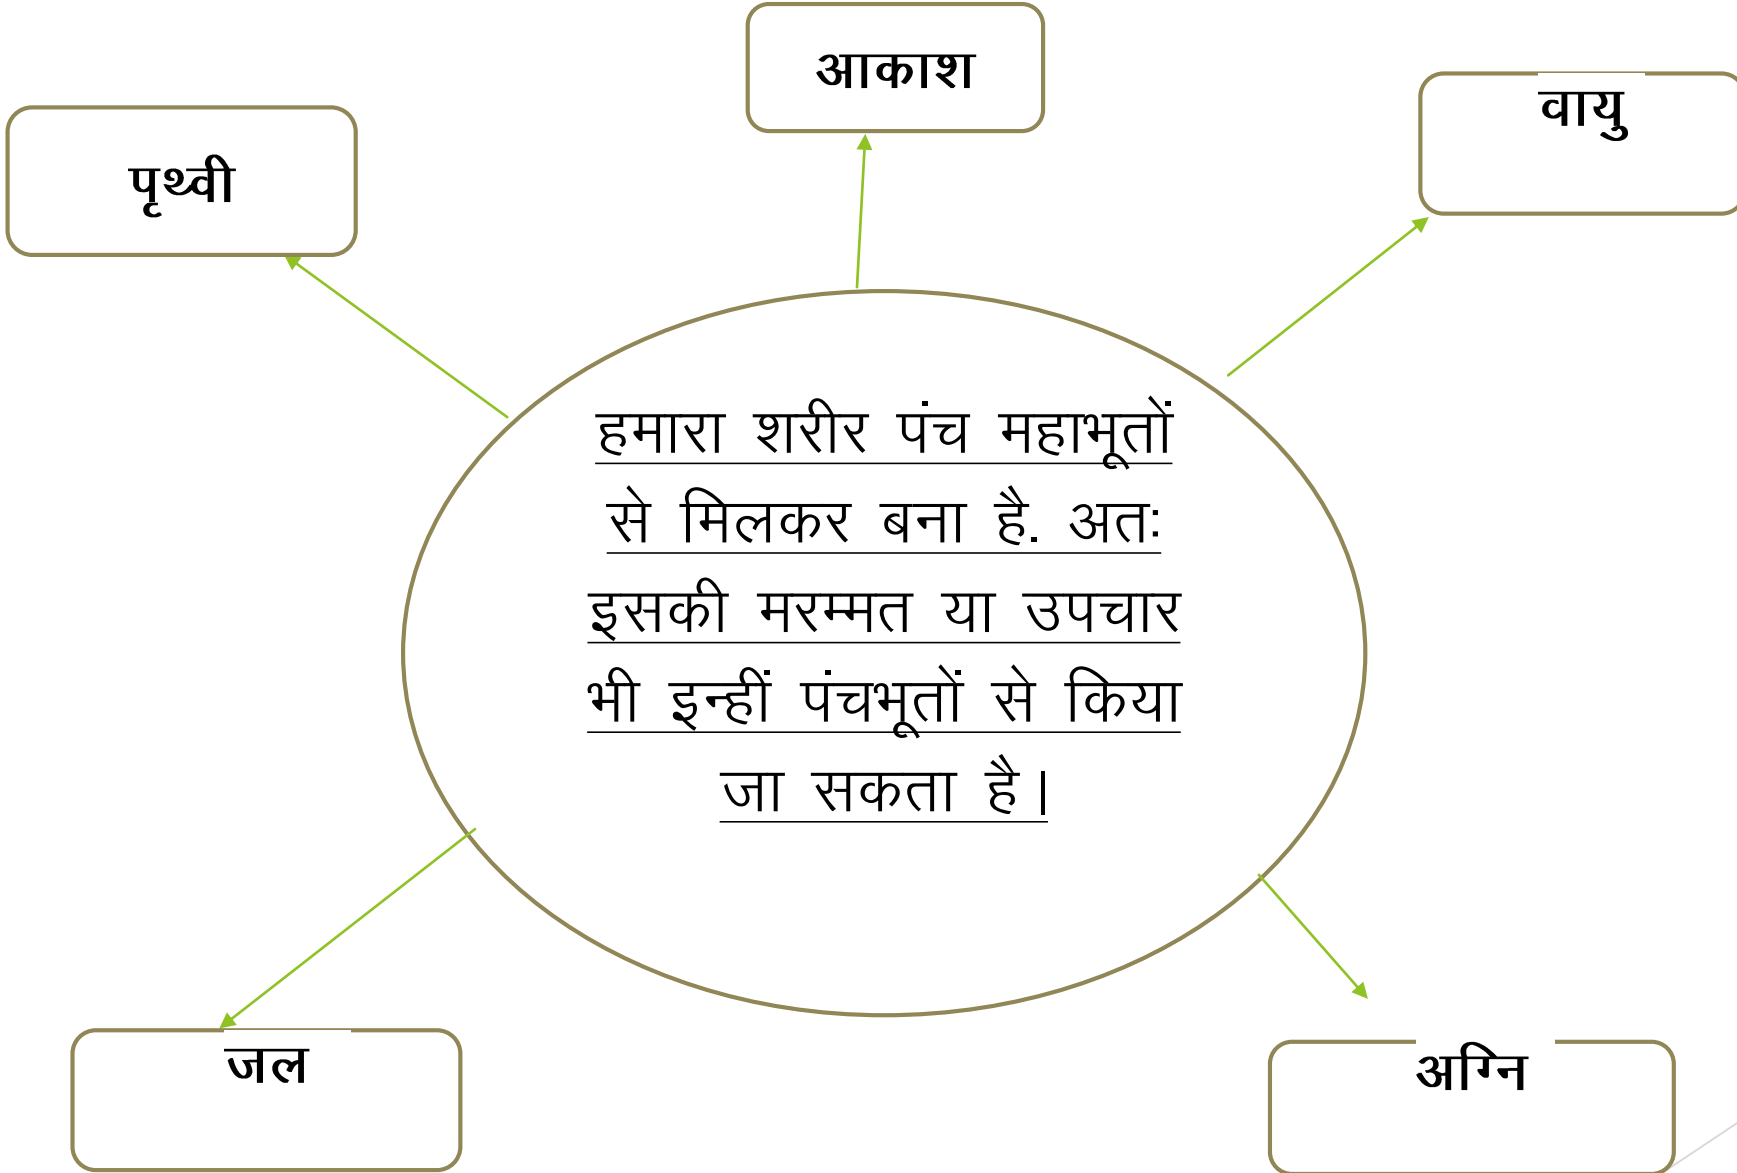 आकाश
वायु
पृथ्वी
हमारा शरीर पंच महाभूतों
से मिलकर बना है. अतः
इसकी मरम्मत या उपचार
भी इन्हीं पंचभूतों से किया
जा सकता है।
जल
अग्नि